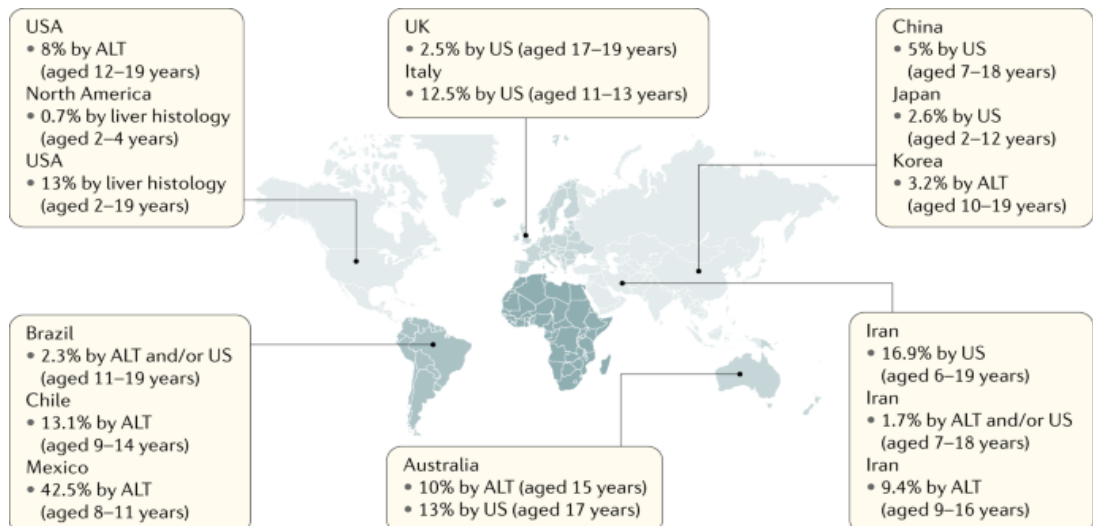 USA
• 8% by ALT
(aged 12–19 years)
North America
• 0.7% by liver histology
(aged 2–4 years)
USA
• 13% by liver histology
(aged 2–19 years)
UK
• 2.5% by US (aged 17–19 years)
Italy
• 12.5% by US (aged 11–13 years)
China
• 5% by US
(aged 7–18 years)
Japan
• 2.6% by US
(aged 2–12 years)
Korea
• 3.2% by ALT
(aged 10–19 years)
Brazil
• 2.3% by ALT and/or US
(aged 11–19 years)
Chile
• 13.1% by ALT
(aged 9–14 years)
Mexico
• 42.5% by ALT
(aged 8–11 years)
Australia
• 10% by ALT (aged 15 years)
• 13% by US (aged 17 years)
Iran
• 16.9% by US
(aged 6–19 years)
Iran
• 1.7% by ALT and/or US
(aged 7–18 years)
Iran
• 9.4% by ALT
(aged 9–16 years)